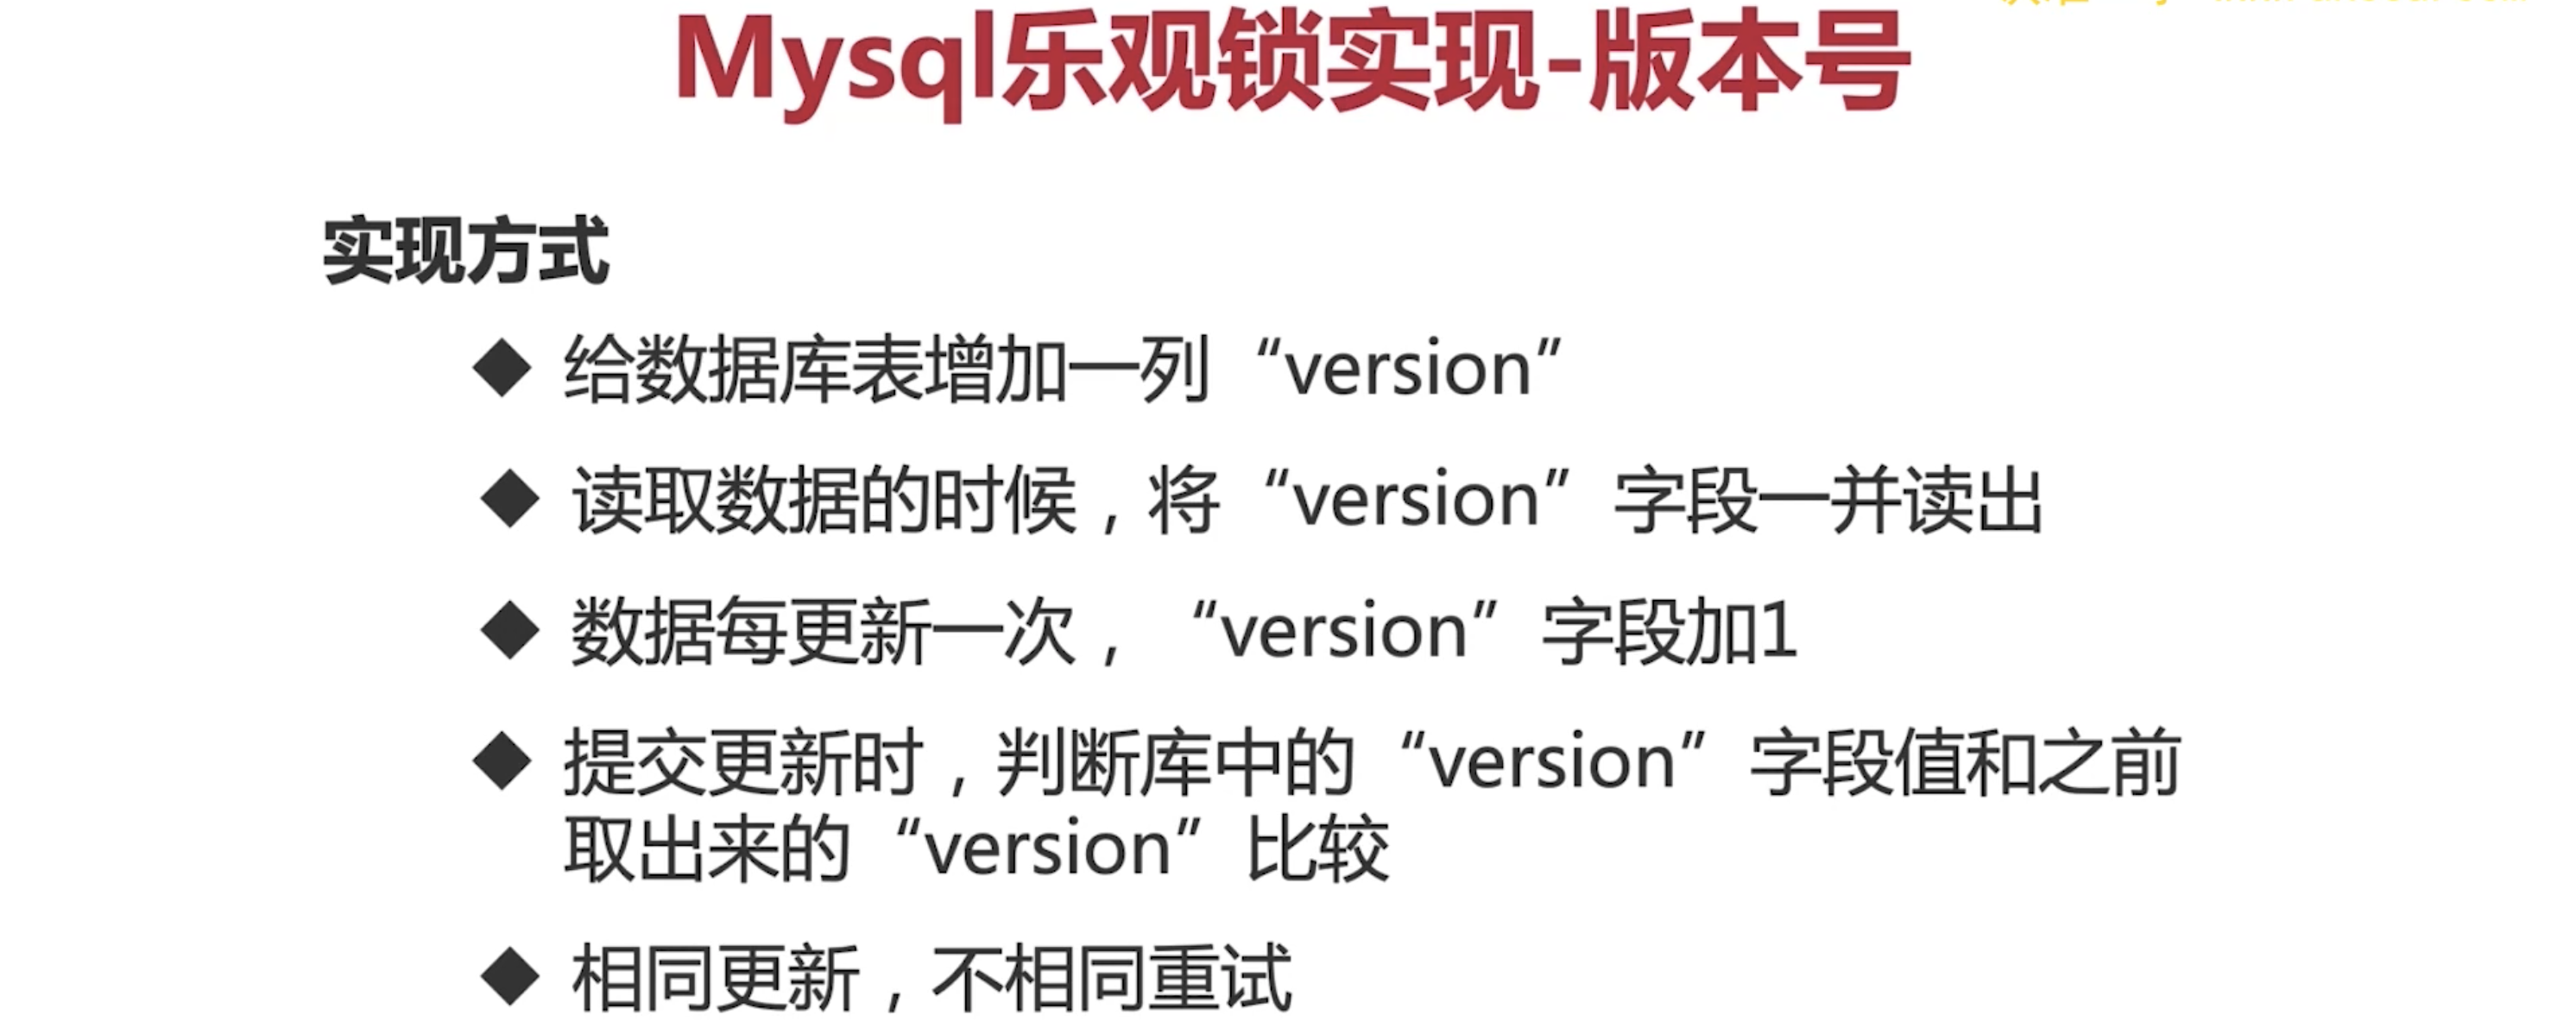 Mysql乐观锁实现-版本号
实现方式
◆ 给数据库表增加一列“version”
◆ 读取数据的时候，将“version”字段一并读出
◆ 数据每更新一次，“version”字段加1
◆ 提交更新时，判断库中的“version”字段值和之前
取出来的“version”比较
◆ 相同更新，不相同重试